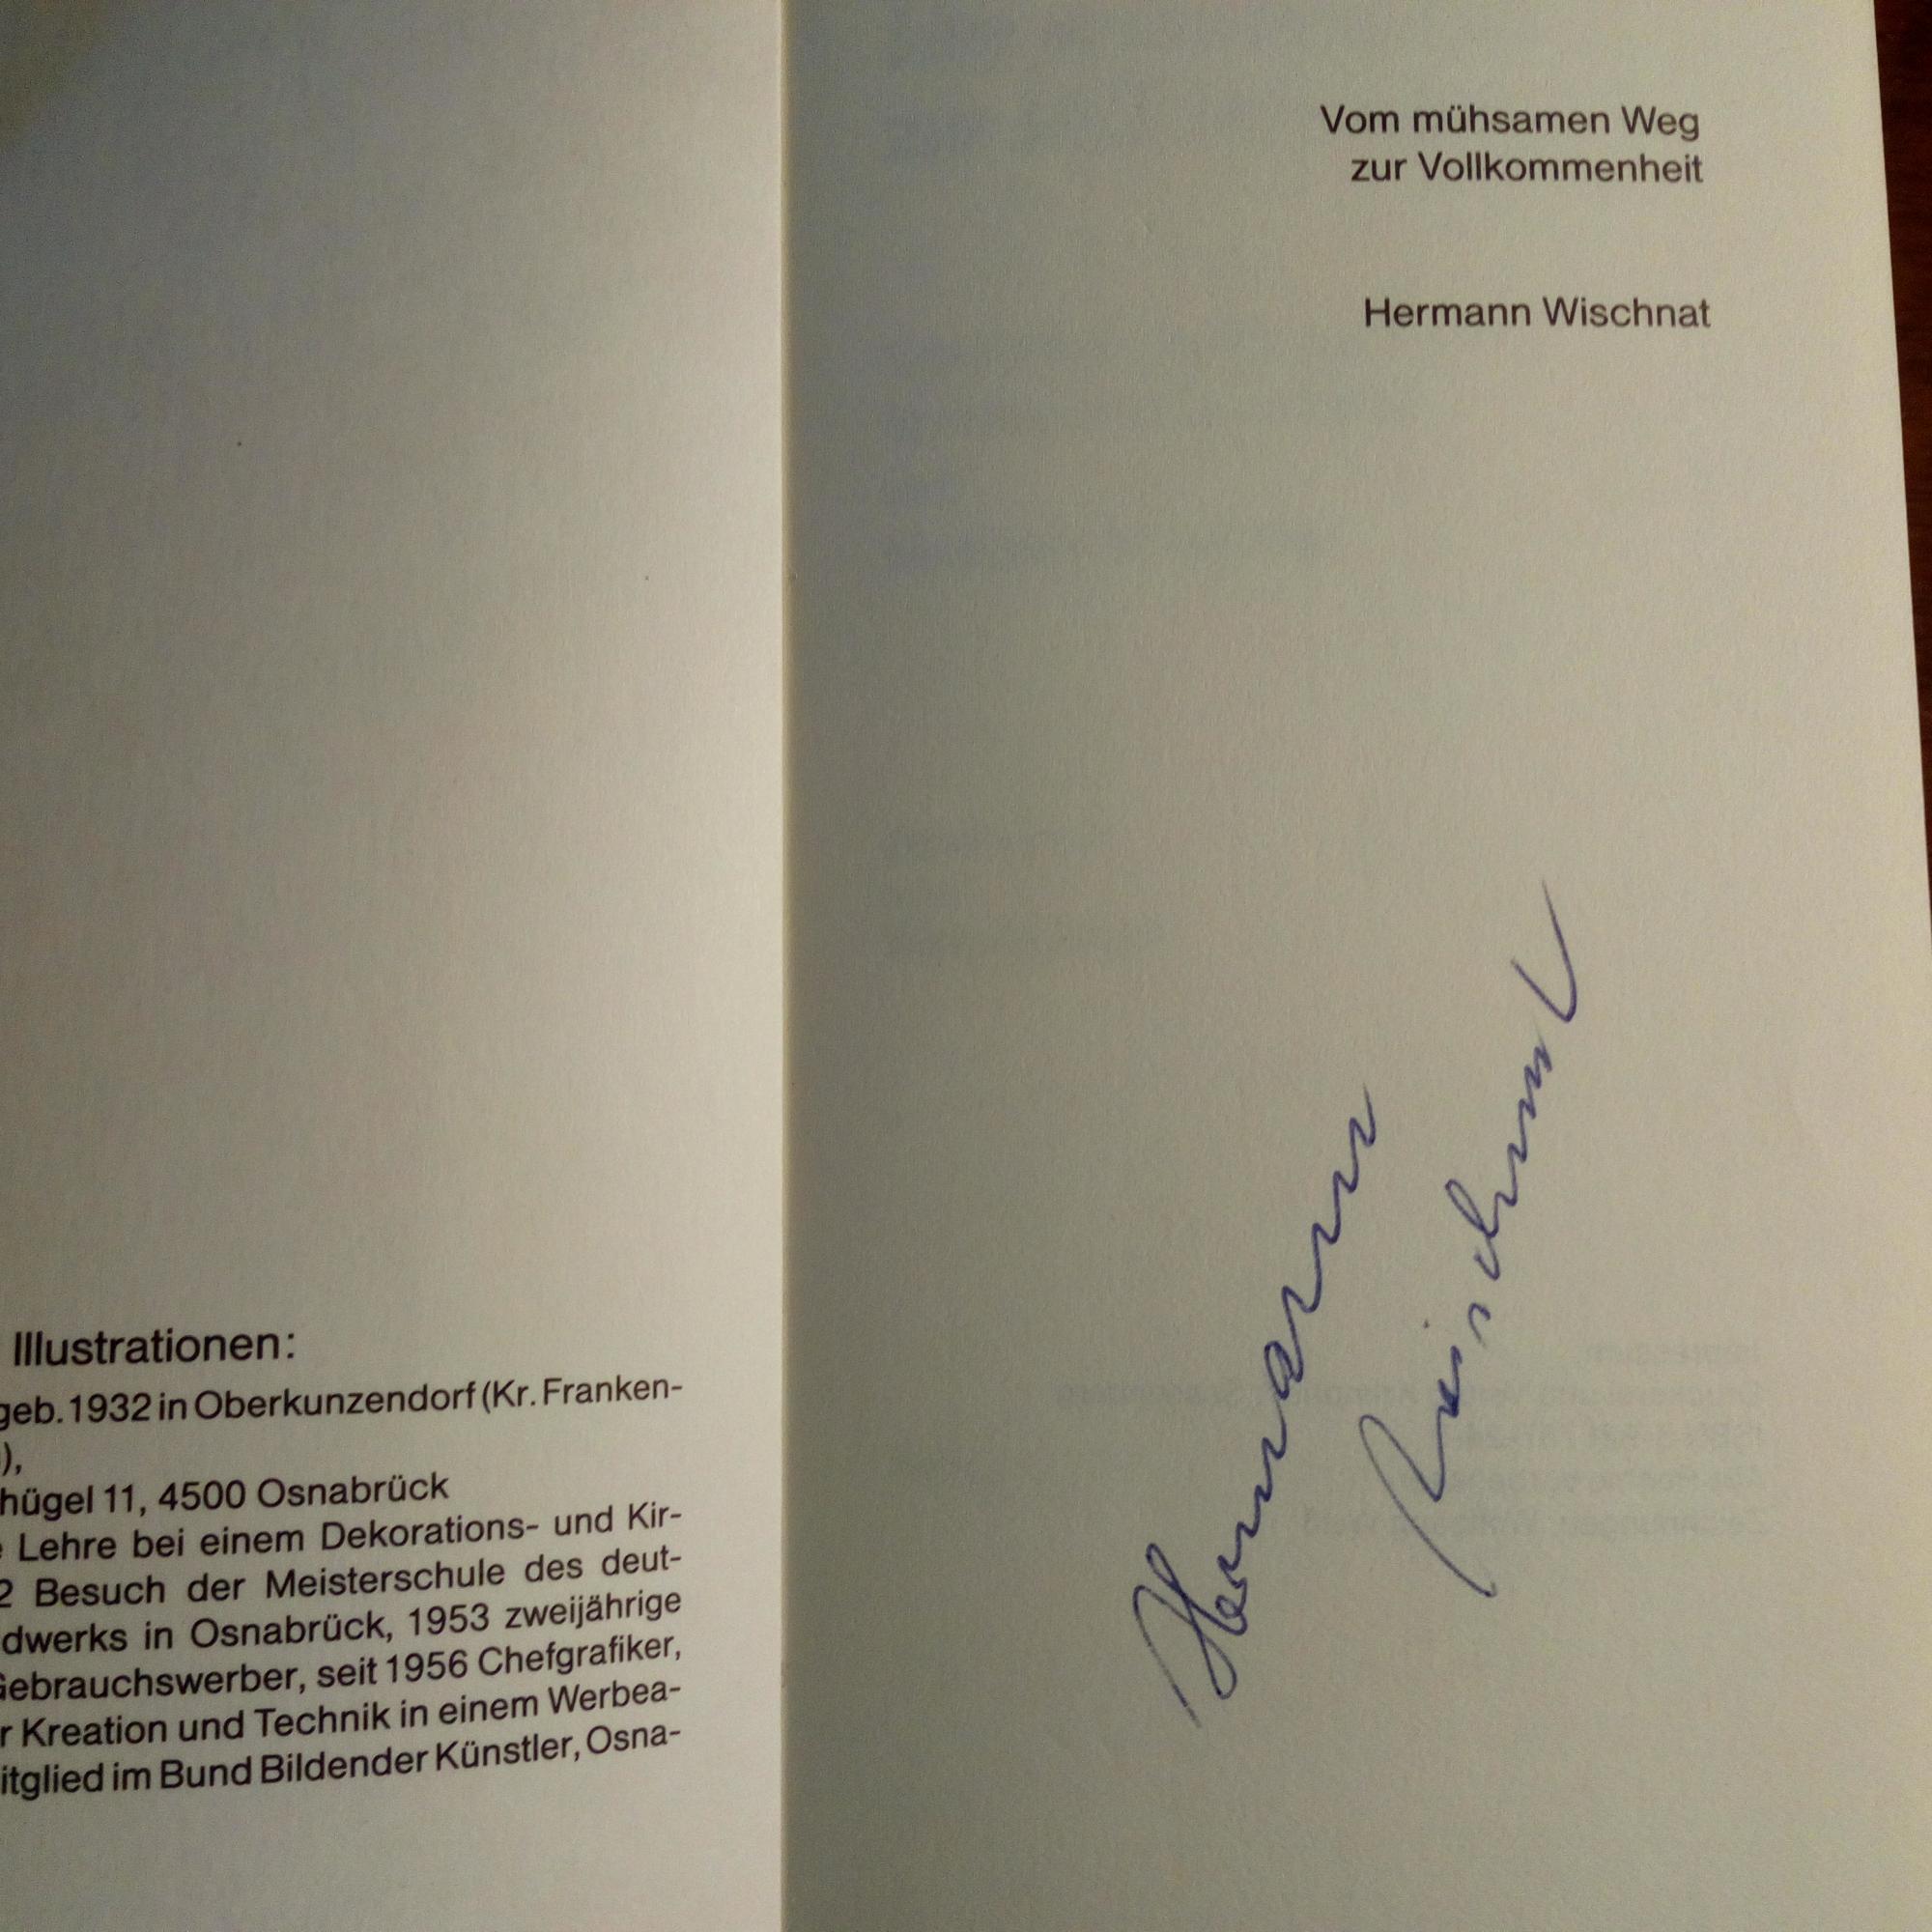 Illustrationen:
geb. 1932 in Oberkunzendorf (Kr. Franken-
),
hügel 11, 4500 Osnabrück
Lehre bei einem Dekorations- und Kir-
2 Besuch der Meisterschule des deut-
dwerks in Osnabrück, 1953 zweijährige
Gebrauchswerber, seit 1956 Chefgrafiker,
r Kreation und Technik in einem Werbea-
itglied im Bund Bildender Künstler, Osna-
Vom mühsamen Weg
zur Vollkommenheit
Hermann Wischnat
Hermann
Wischnat